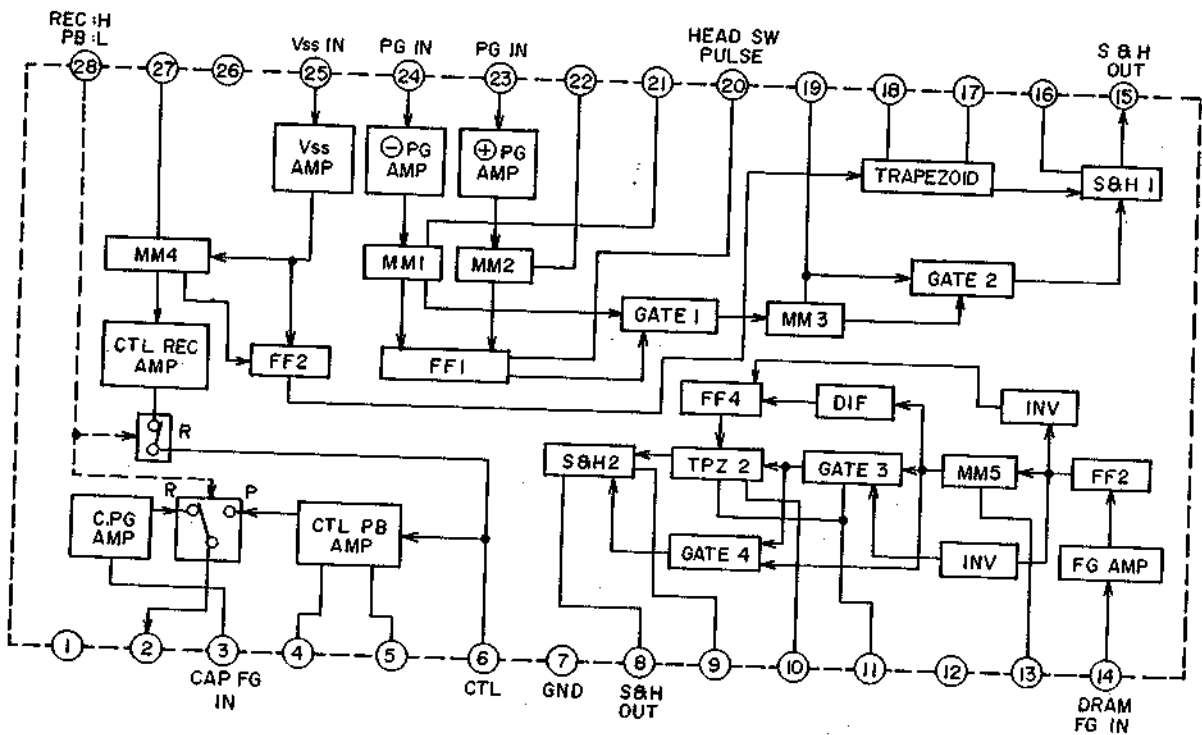 REC:H
PB:L
Vss IN
PG IN
PG IN
HEAD SW
PULSE
S&H
OUT
28
27
26
25
24
23
22
21
20
19
18
17
16
15
Vss
AMP
⊖PG
AMP
⊕PG
AMP
TRAPEZOID
S&H 1
MM4
MM1
MM2
GATE 2
GATE 1
MM 3
CTL REC
AMP
FF2
FF1
R
FF4
DIF
INV
S&H2
TPZ 2
GATE 3
MM5
FF2
R
P
C.PG
AMP
CTL PB
AMP
GATE 4
INV
FG AMP
1
2
3
4
5
6
7
8
9
10
11
12
13
14
CAP FG
IN
CTL
GND
S&H
OUT
DRAM
FG IN